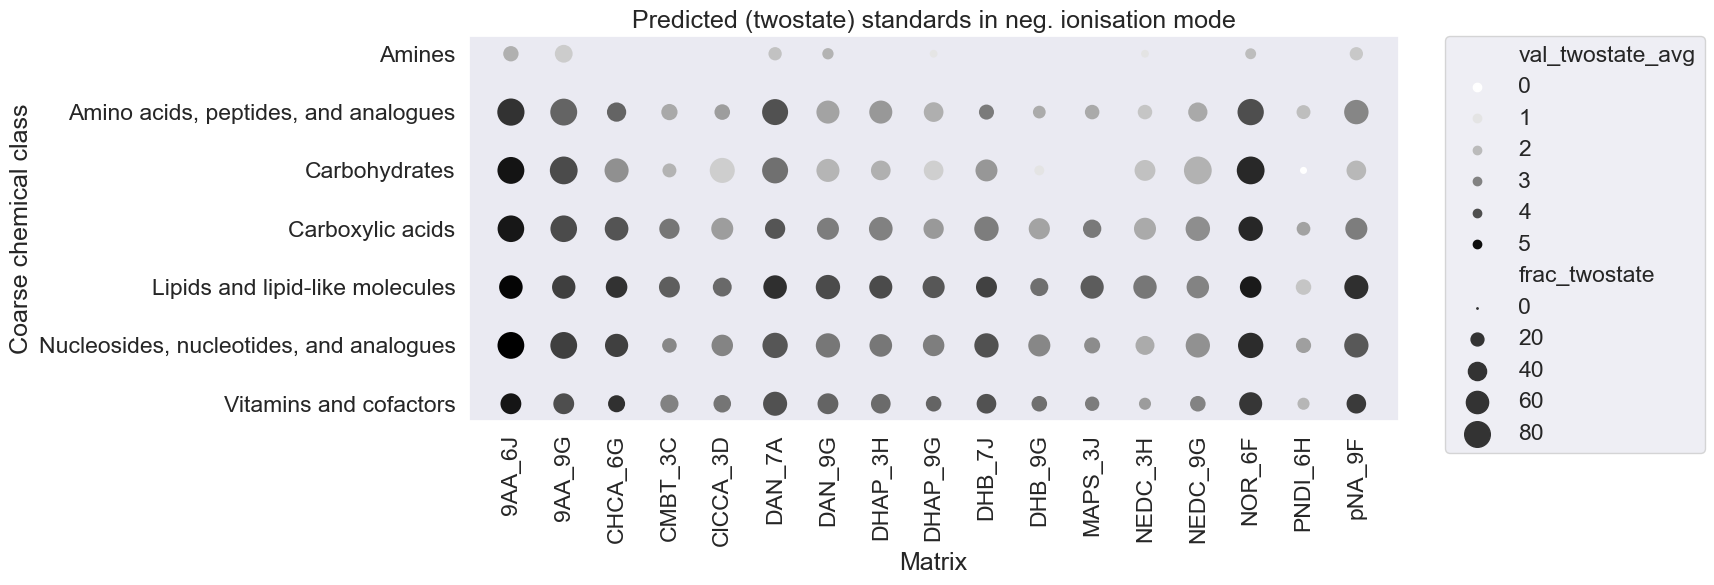 Predicted (twostate) standards in neg. ionisation mode
Coarse chemical class
Amines
Amino acids, peptides, and analogues
Carbohydrates
Carboxylic acids
Lipids and lipid-like molecules
Nucleosides, nucleotides, and analogues
Vitamins and cofactors
9AA_6J
9AA_9G
CHCA_6G
CMBT_3C
ClCCA_3D
DAN_7A
DAN_9G
DHAP_3H
DHAP_9G
DHB_7J
DHB_9G
MAPS_3J
NEDC_3H
NEDC_9G
NOR_6F
PNDI_6H
pNA_9F
Matrix
val_twostate_avg
0
1
2
3
4
5
frac_twostate
0
20
40
60
80